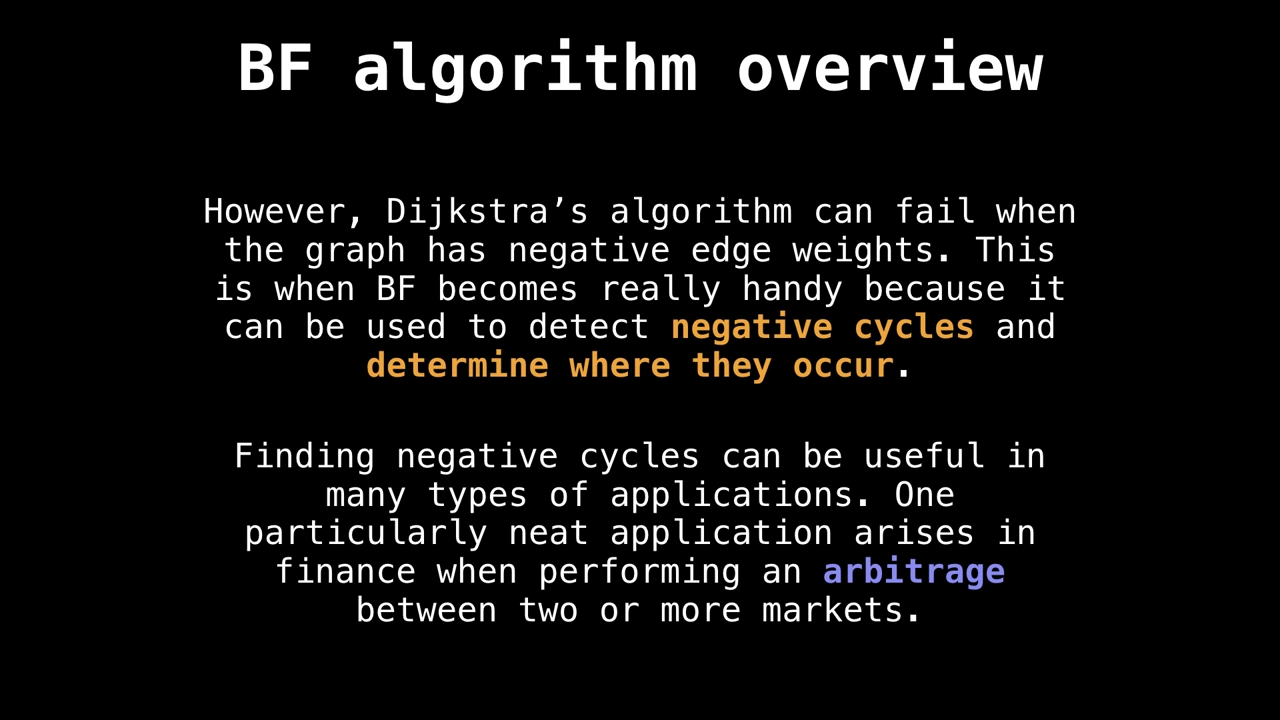 BF algorithm overview
However, Dijkstra’s algorithm can fail when
the graph has negative edge weights. This
is when BF becomes really handy because it
can be used to detect negative cycles and
determine where they occur.
Finding negative cycles can be useful in
many types of applications. One
particularly neat application arises in
finance when performing an arbitrage
between two or more markets.